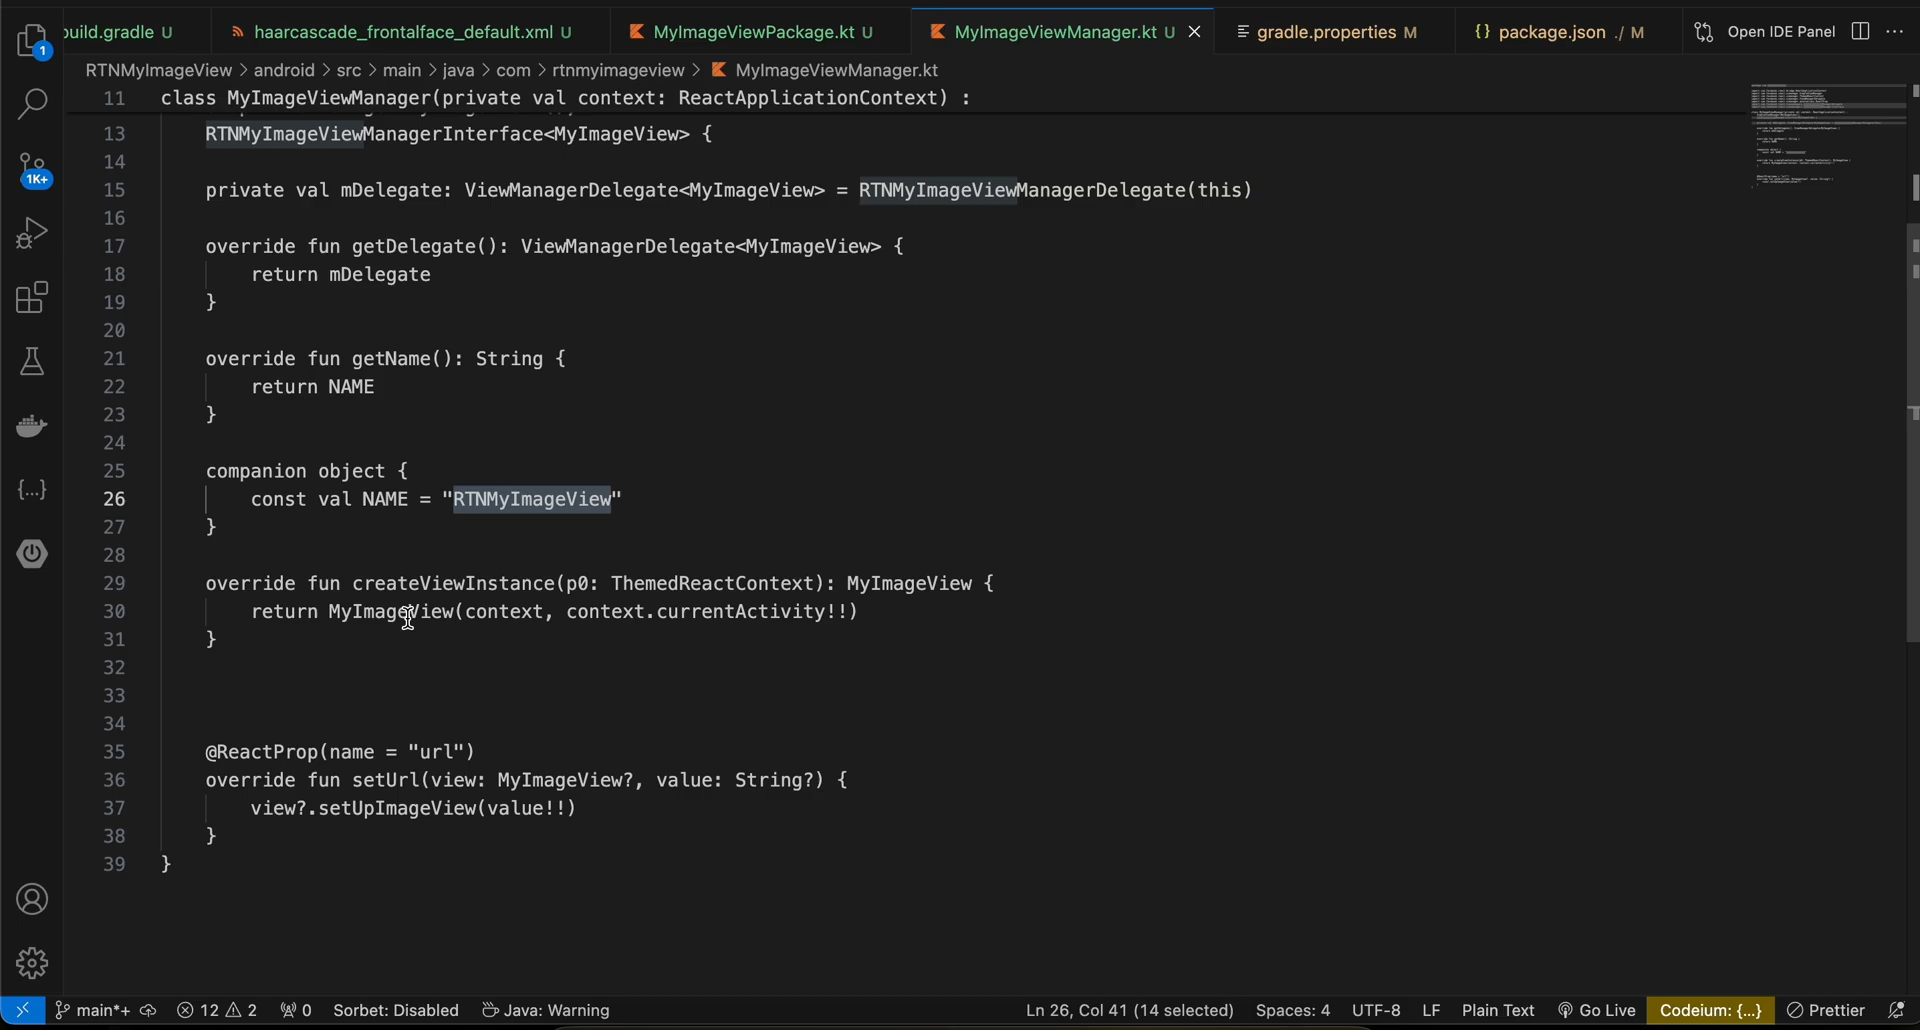 build.gradle U haarcascade_frontalface_default.xml U MyImageViewPackage.kt U MyImageViewManager.kt U gradle.properties M {} package.json ./ M Open IDE Panel
1
RTNMyImageView > android > src > main > java > com > rtnmyimageview > MyImageViewManager.kt
11 class MyImageViewManager(private val context: ReactApplicationContext) :
13 RTNMyImageViewManagerInterface<MyImageView> {
14
1K+
15 private val mDelegate: ViewManagerDelegate<MyImageView> = RTNMyImageViewManagerDelegate(this)
16
17 override fun getDelegate(): ViewManagerDelegate<MyImageView> {
18 return mDelegate
19 }
20
21 override fun getName(): String {
22 return NAME
23 }
24
25 companion object {
26 const val NAME = "RTNMyImageView"
27 }
28
29 override fun createViewInstance(p0: ThemedReactContext): MyImageView {
30 return MyImageView(context, context.currentActivity!!)
31 }
32
33
34
35 @ReactProp(name = "url")
36 override fun setUrl(view: MyImageView?, value: String?) {
37 view?.setUpImageView(value!!)
38 }
39 }
main*+ 12 2 0 Sorbet: Disabled Java: Warning Ln 26, Col 41 (14 selected) Spaces: 4 UTF-8 LF Plain Text Go Live Codeium: {...} Prettier